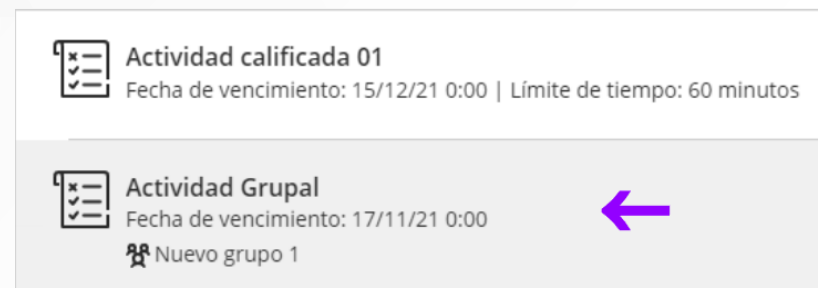 Actividad calificada 01
Fecha de vencimiento: 15/12/21 0:00 | Límite de tiempo: 60 minutos
Actividad Grupal
Fecha de vencimiento: 17/11/21 0:00
Nuevo grupo 1